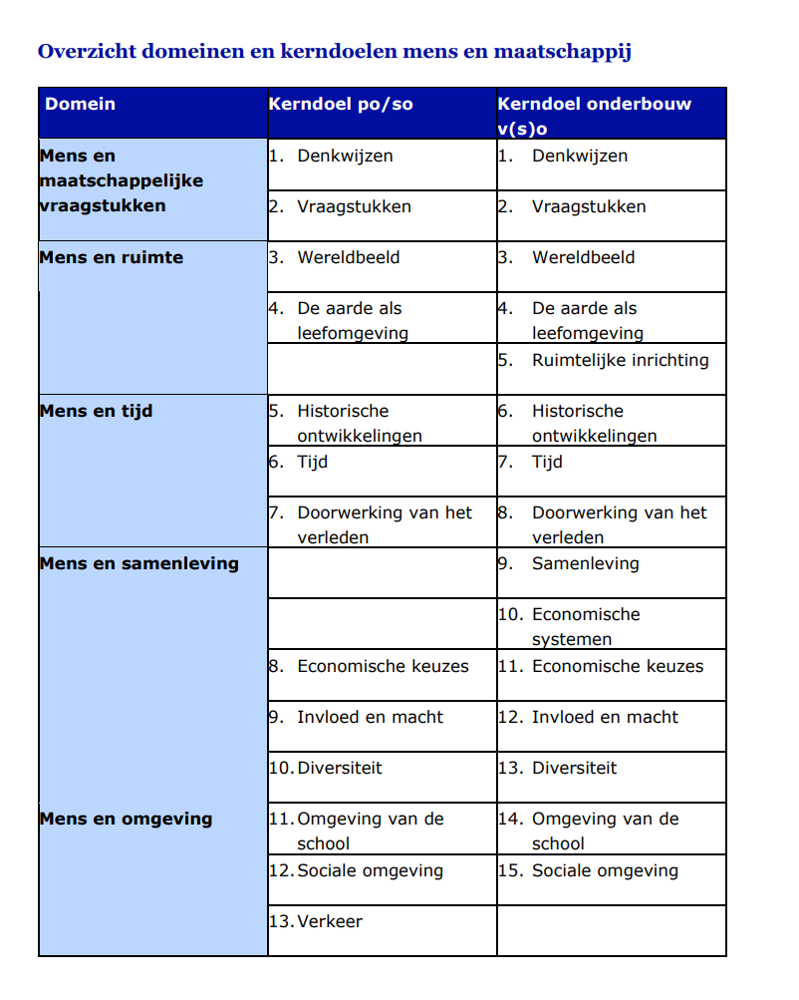 Overzicht domeinen en kerndoelen mens en maatschappij
Domein Kerndoel po/so Kerndoel onderbouw
v(s)o
Mens en 1. Denkwijzen 1. Denkwijzen
maatschappelijke
vraagstukken 2. Vraagstukken 2. Vraagstukken
Mens en ruimte 3. Wereldbeeld 3. Wereldbeeld
4. De aarde als 4. De aarde als
leefomgeving leefomgeving
5. Ruimtelijke inrichting
Mens en tijd 5. Historische 6. Historische
ontwikkelingen ontwikkelingen
6. Tijd 7. Tijd
7. Doorwerking van het 8. Doorwerking van het
verleden verleden
Mens en samenleving 9. Samenleving
10. Economische
systemen
8. Economische keuzes 11. Economische keuzes
9. Invloed en macht 12. Invloed en macht
10. Diversiteit 13. Diversiteit
Mens en omgeving 11. Omgeving van de 14. Omgeving van de
school school
12. Sociale omgeving 15. Sociale omgeving
13. Verkeer